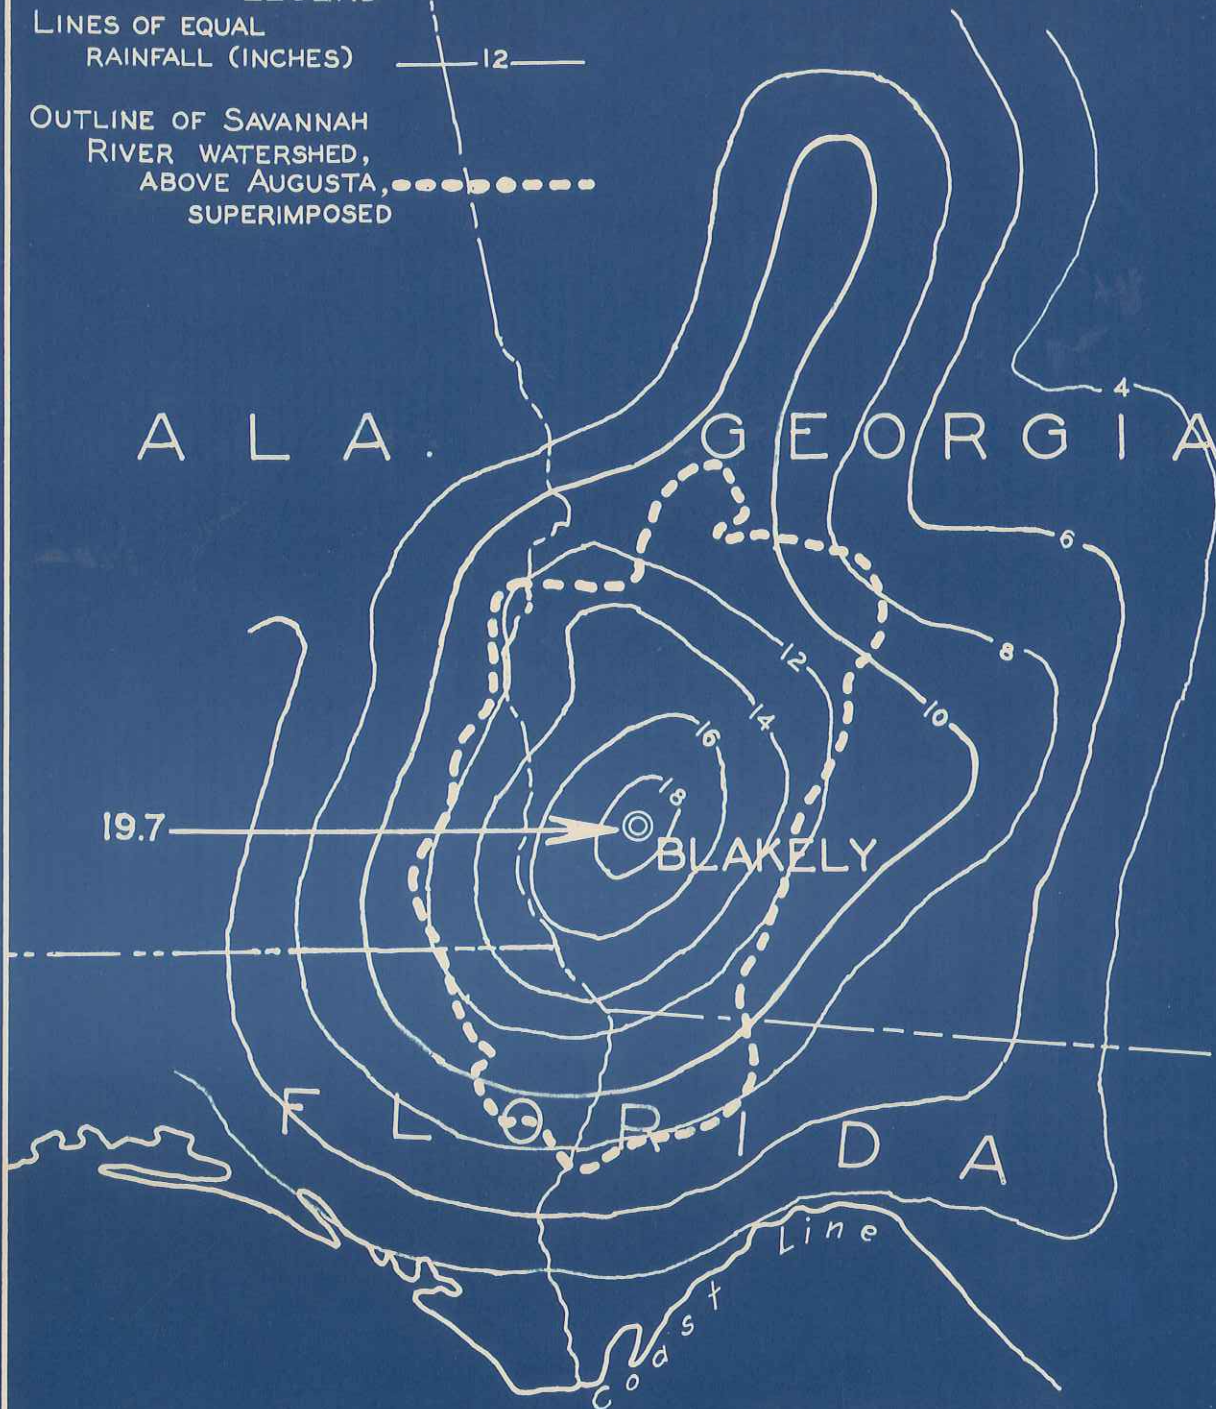 LINES OF EQUAL
RAINFALL (INCHES) 12
OUTLINE OF SAVANNAH
RIVER WATERSHED,
ABOVE AUGUSTA,
SUPERIMPOSED
4
ALA. GEORGIA
6
12
8
14
10
16
18
19.7
BLAKELY
FLORIDA
Coast Line